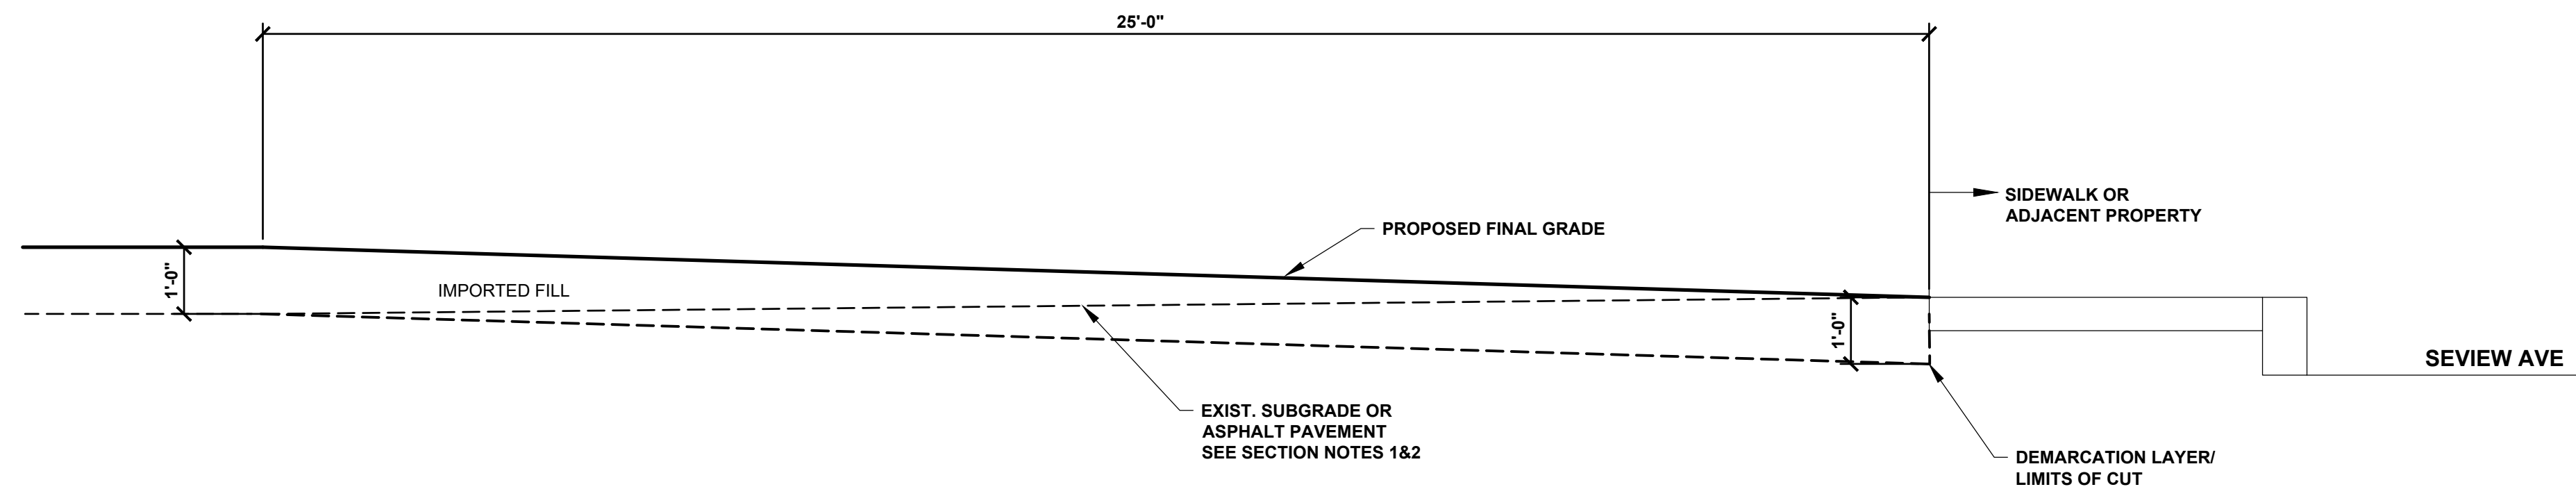 25'-0"
SIDEWALK OR
ADJACENT PROPERTY
PROPOSED FINAL GRADE
1'-0"
IMPORTED FILL
1'-0"
SEVIEW AVE
EXIST. SUBGRADE OR
ASPHALT PAVEMENT
SEE SECTION NOTES 1&2
DEMARCATION LAYER/
LIMITS OF CUT